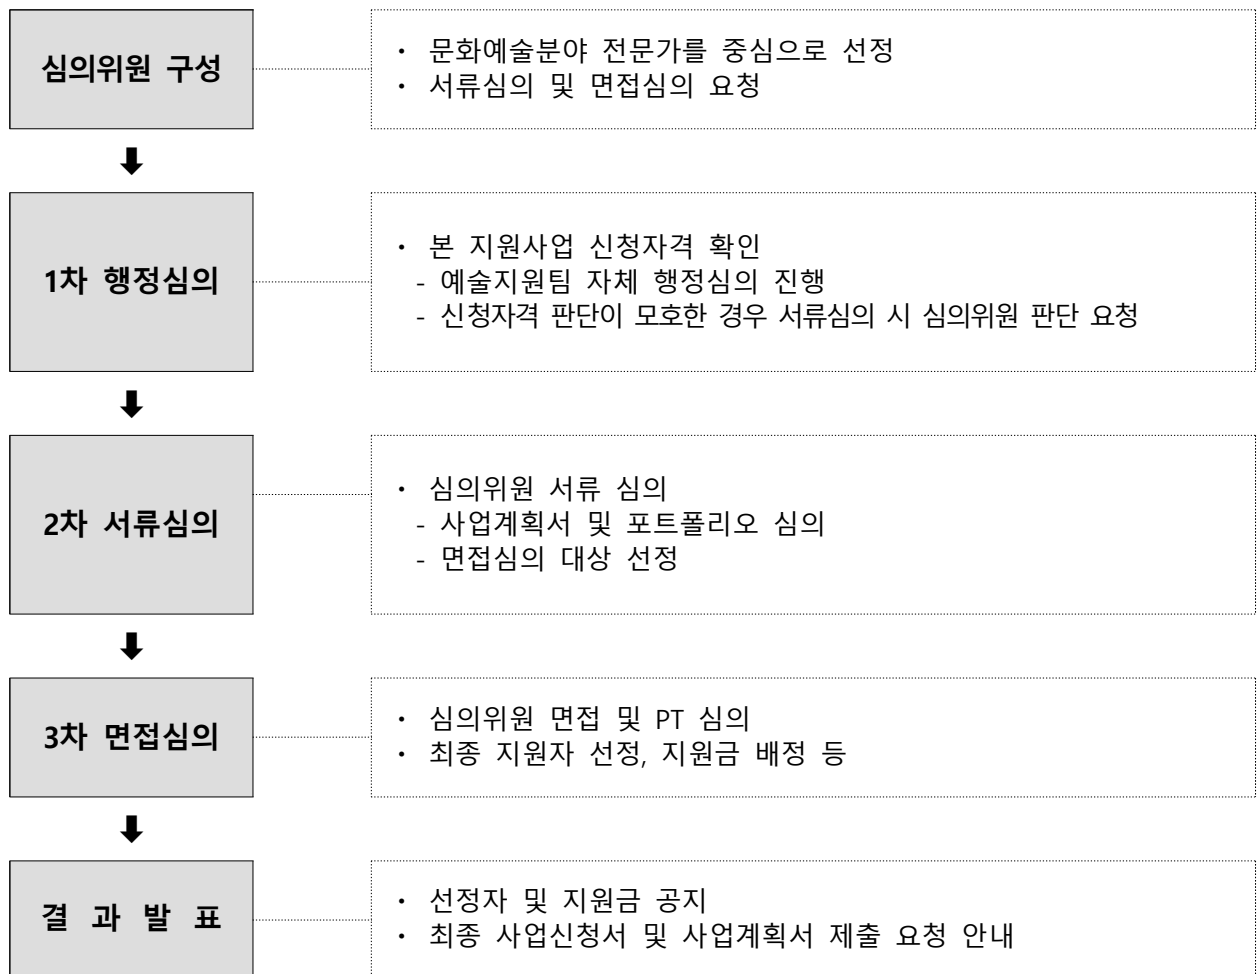 심의위원 구성
・ 문화예술분야 전문가를 중심으로 선정
・ 서류심의 및 면접심의 요청
1차 행정심의
・ 본 지원사업 신청자격 확인
- 예술지원팀 자체 행정심의 진행
- 신청자격 판단이 모호한 경우 서류심의 시 심의위원 판단 요청
2차 서류심의
・ 심의위원 서류 심의
- 사업계획서 및 포트폴리오 심의
- 면접심의 대상 선정
3차 면접심의
・ 심의위원 면접 및 PT 심의
・ 최종 지원자 선정, 지원금 배정 등
결 과 발 표
・ 선정자 및 지원금 공지
・ 최종 사업신청서 및 사업계획서 제출 요청 안내